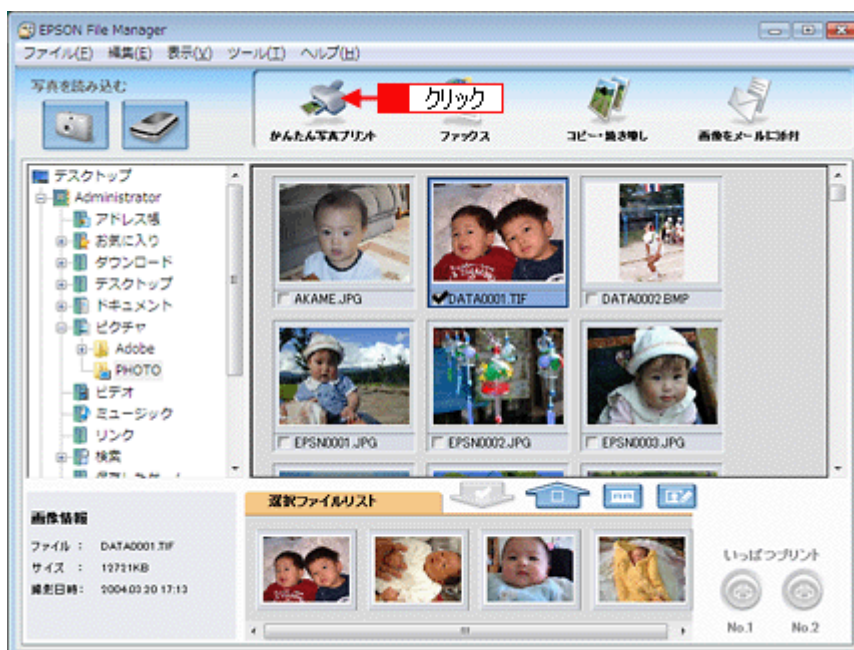 EPSON File Manager
ファイル(F) 編集(E) 表示(V) ツール(T) ヘルプ(H)
写真を読み込む
クリック
かんたん写真プリント ファックス コピー・焼き増し 画像をメールに添付
デスクトップ
Administrator
アドレス帳
お気に入り
ダウンロード
デスクトップ
ドキュメント
ピクチャ
Adobe
PHOTO
ビデオ
ミュージック
リンク
検索
AKAME.JPG DATA0001.TIF DATA0002.BMP
EPSN0001.JPG EPSN0002.JPG EPSN0003.JPG
選択ファイルリスト
画像情報
ファイル : DATA0001.TIF
サイズ : 12721KB
撮影日時: 2004.03.20 17:13
いっぱつプリント
No.1 No.2